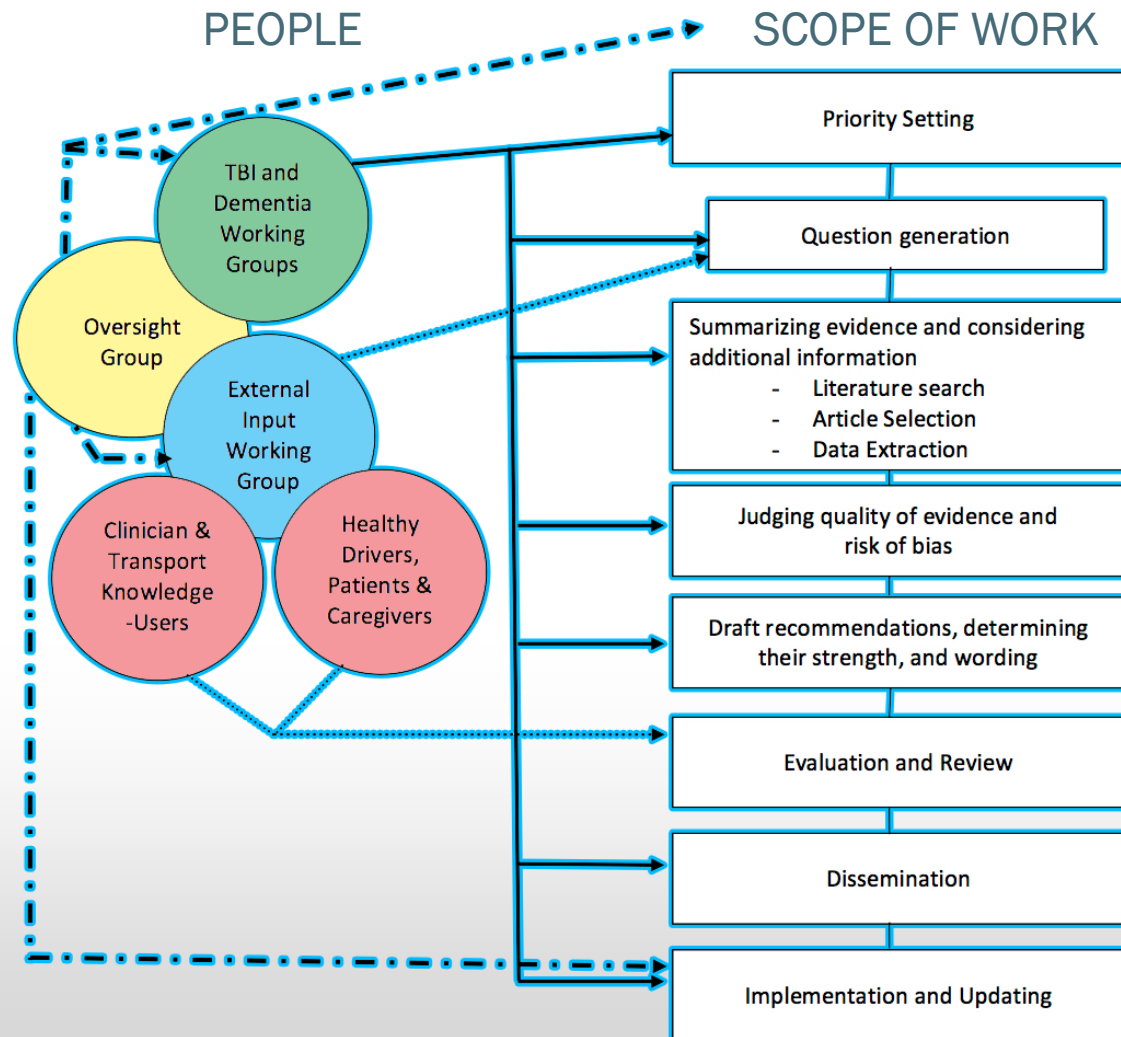 PEOPLE
SCOPE OF WORK
TBI and
Dementia
Working
Groups
Oversight
Group
External
Input
Working
Group
Clinician &
Transport
Knowledge
-Users
Healthy
Drivers,
Patients &
Caregivers
Priority Setting
Question generation
Summarizing evidence and considering
additional information
- Literature search
- Article Selection
- Data Extraction
Judging quality of evidence and
risk of bias
Draft recommendations, determining
their strength, and wording
Evaluation and Review
Dissemination
Implementation and Updating